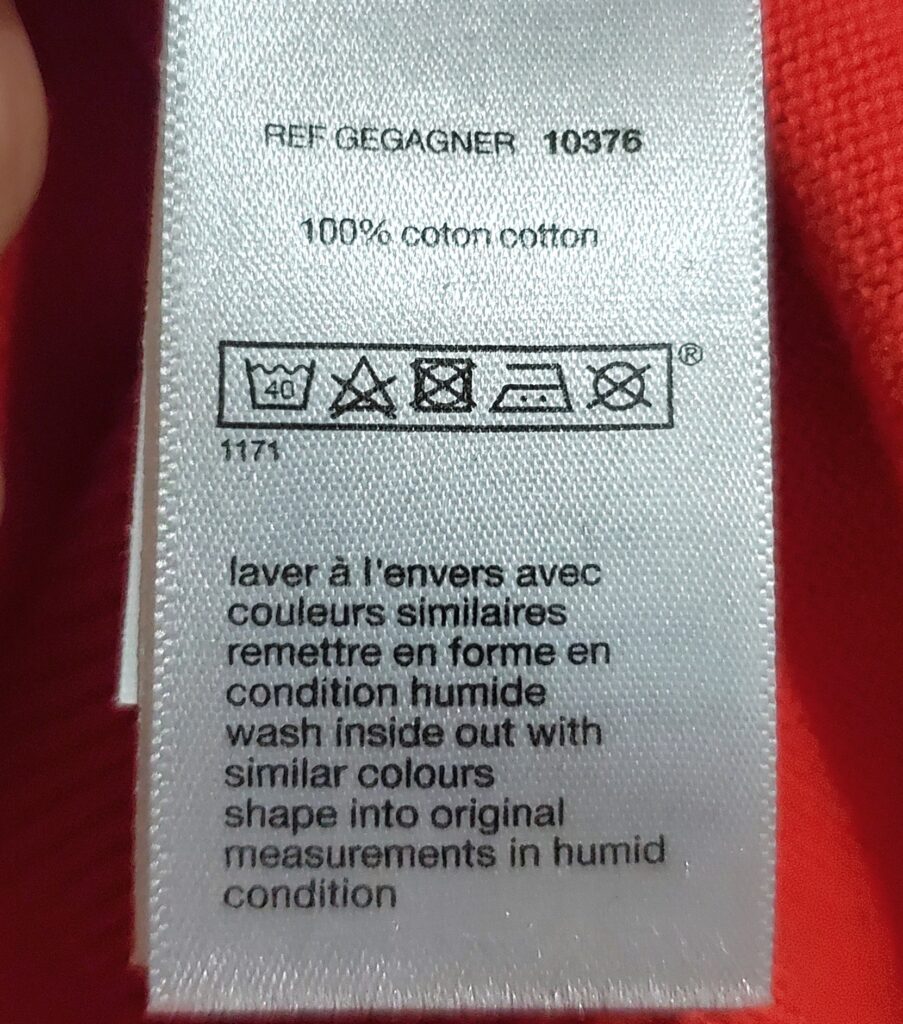 REF GEGAGNER 10376
100% coton cotton
40
®
1171
laver à l'envers avec
couleurs similaires
remettre en forme en
condition humide
wash inside out with
similar colours
shape into original
measurements in humid
condition